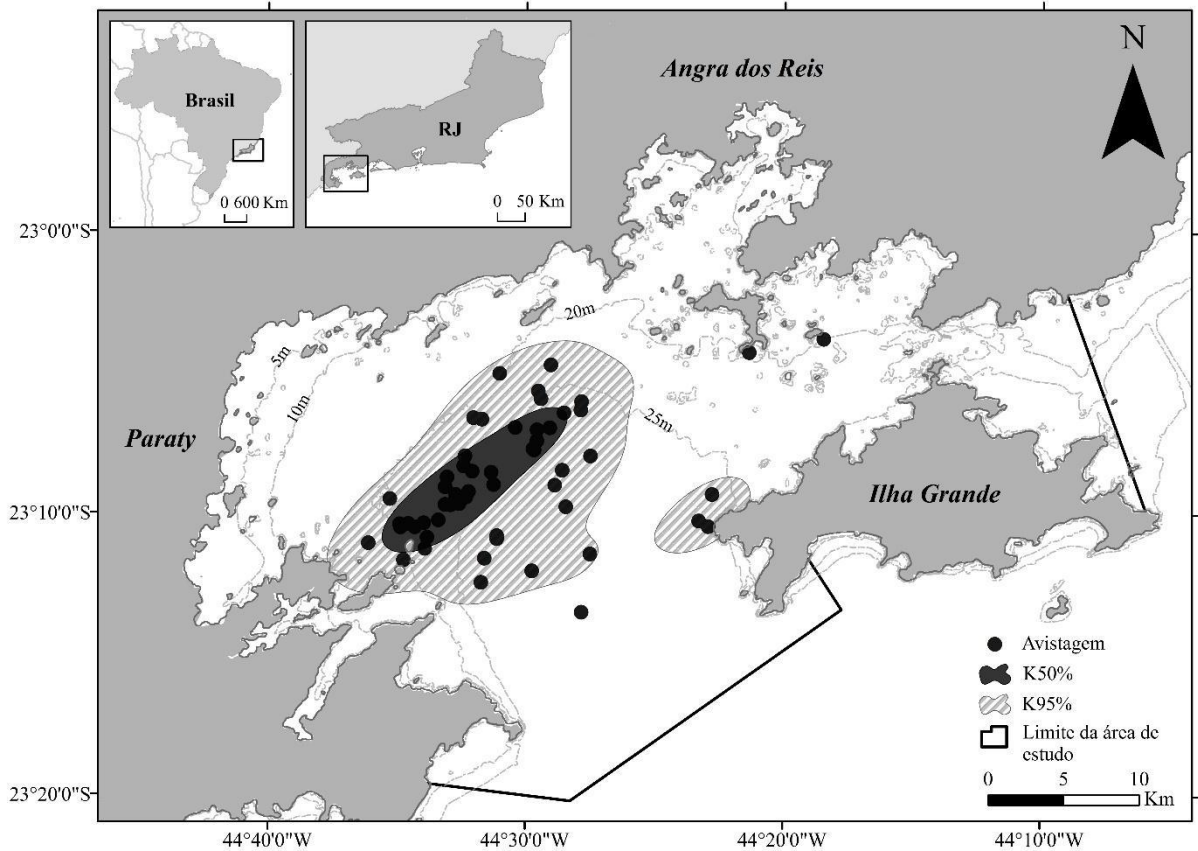 Brasil
0 600 Km
RJ
0 50 Km
Angra dos Reis
N
23°0'0"S
20m
5m
10m
25m
Paraty
Ilha Grande
23°10'0"S
Avistagem
K50%
K95%
Limite da área de
estudo
0 5 10
Km
23°20'0"S
44°40'0"W 44°30'0"W 44°20'0"W 44°10'0"W